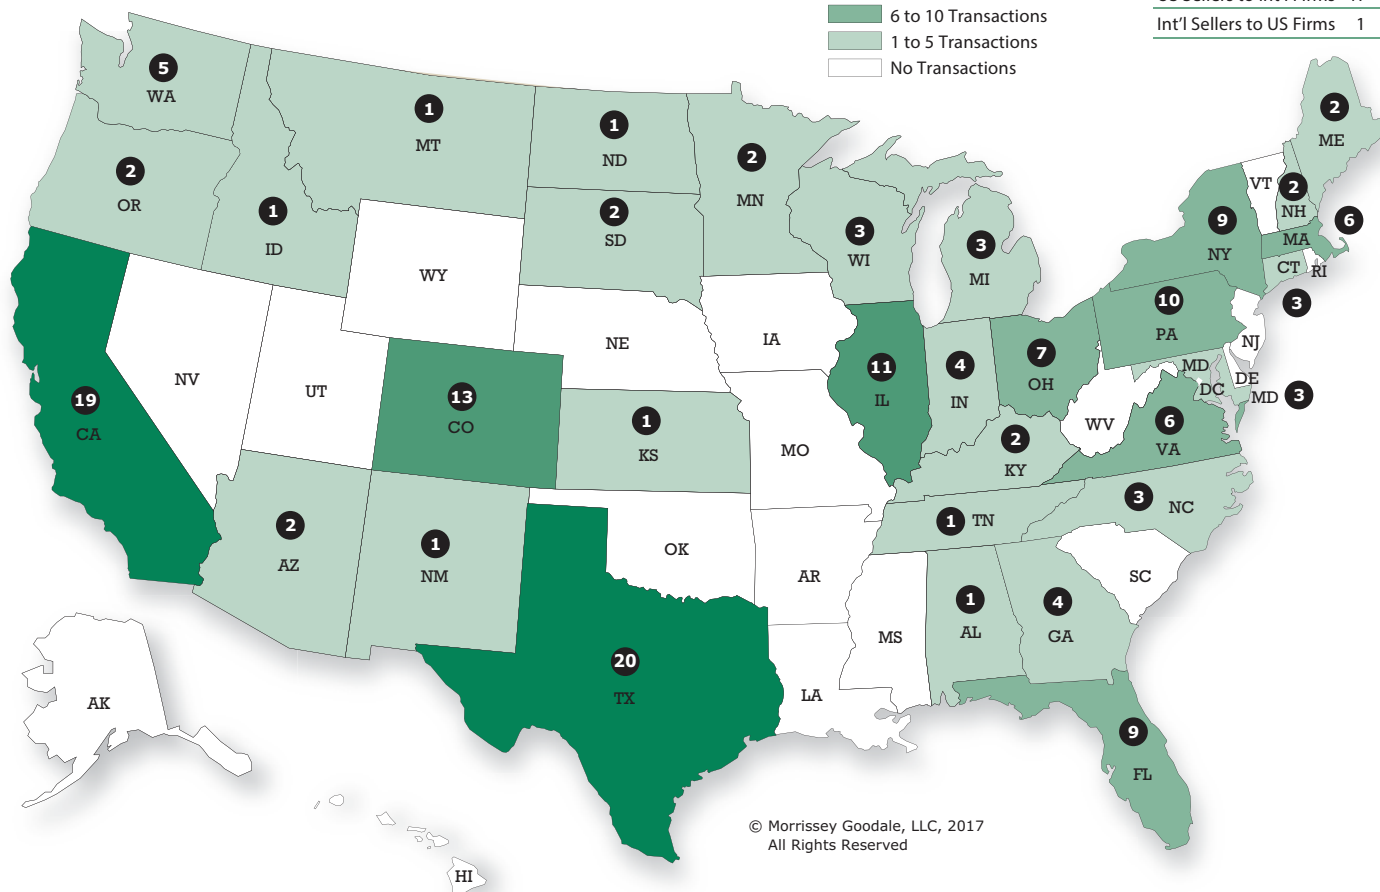 6 to 10 Transactions
1 to 5 Transactions
No Transactions
Int'l Sellers to US Firms 1
5
WA
1
MT
1
ND
2
MN
2
ME
2
OR
1
ID
2
SD
3
WI
3
MI
9
NY
VT
2
NH
6
MA
CT
RI
3
WY
10
PA
NJ
IA
NE
NV
UT
19
CA
13
CO
1
KS
MO
11
IL
4
IN
7
OH
MD
DC
DE
MD
3
WV
6
VA
2
KY
3
NC
1
TN
2
AZ
1
NM
OK
AR
SC
MS
1
AL
4
GA
20
TX
LA
AK
9
FL
HI
© Morrissey Goodale, LLC, 2017
All Rights Reserved